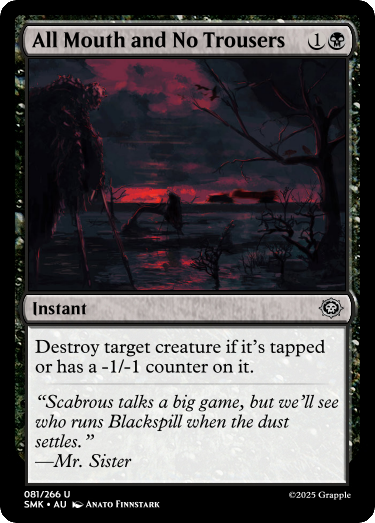 All Mouth and No Trousers 1
Instant
Destroy target creature if it's tapped
or has a -1/-1 counter on it.
“Scabrous talks a big game, but we'll see
who runs Blackspill when the dust
settles.”
—Mr. Sister
081/266 U
SMK • AU Anato Finnstark
©2025 Grapple